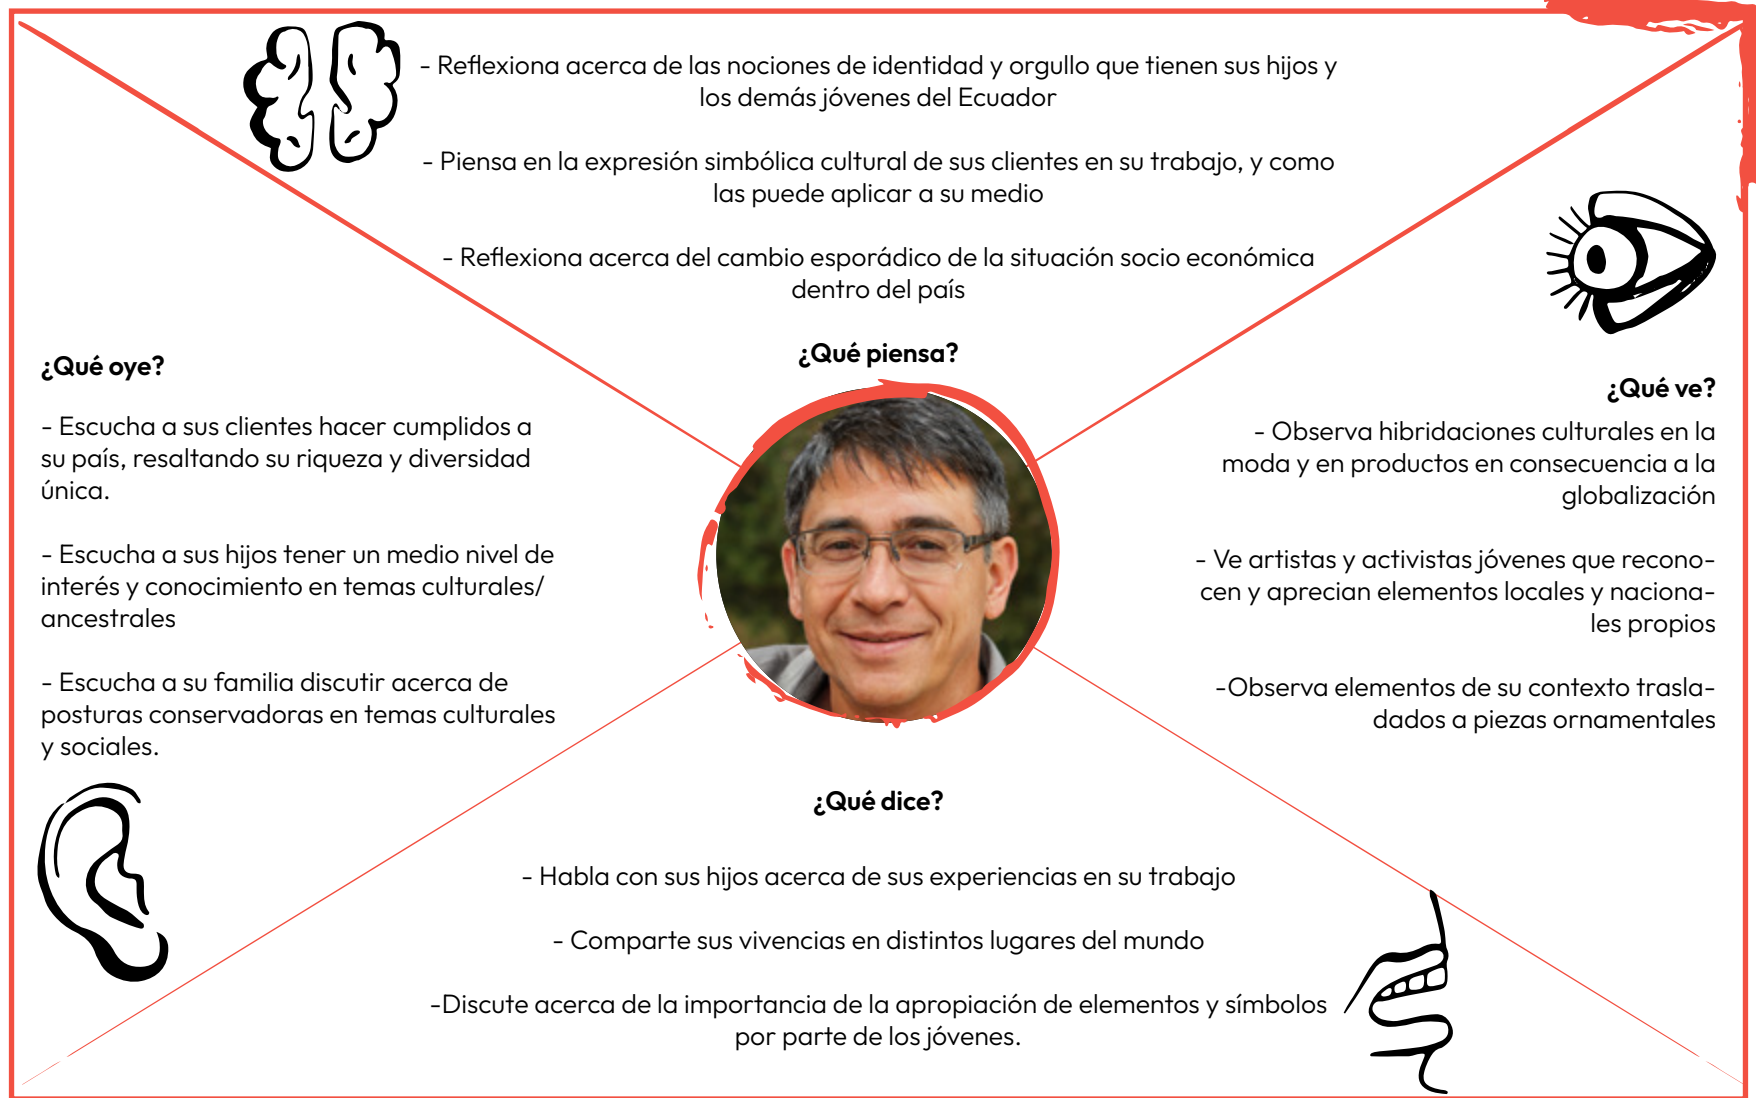 - Reflexiona acerca de las nociones de identidad y orgullo que tienen sus hijos y
los demás jóvenes del Ecuador
- Piensa en la expresión simbólica cultural de sus clientes en su trabajo, y como
las puede aplicar a su medio
- Reflexiona acerca del cambio esporádico de la situación socio económica
dentro del país
¿Qué piensa?
¿Qué oye?
- Escucha a sus clientes hacer cumplidos a
su país, resaltando su riqueza y diversidad
única.
- Escucha a sus hijos tener un medio nivel de
interés y conocimiento en temas culturales/
ancestrales
- Escucha a su familia discutir acerca de
posturas conservadoras en temas culturales
y sociales.
¿Qué ve?
- Observa hibridaciones culturales en la
moda y en productos en consecuencia a la
globalización
- Ve artistas y activistas jóvenes que recono-
cen y aprecian elementos locales y naciona-
les propios
-Observa elementos de su contexto trasla-
dados a piezas ornamentales
¿Qué dice?
- Habla con sus hijos acerca de sus experiencias en su trabajo
- Comparte sus vivencias en distintos lugares del mundo
-Discute acerca de la importancia de la apropiación de elementos y símbolos
por parte de los jóvenes.